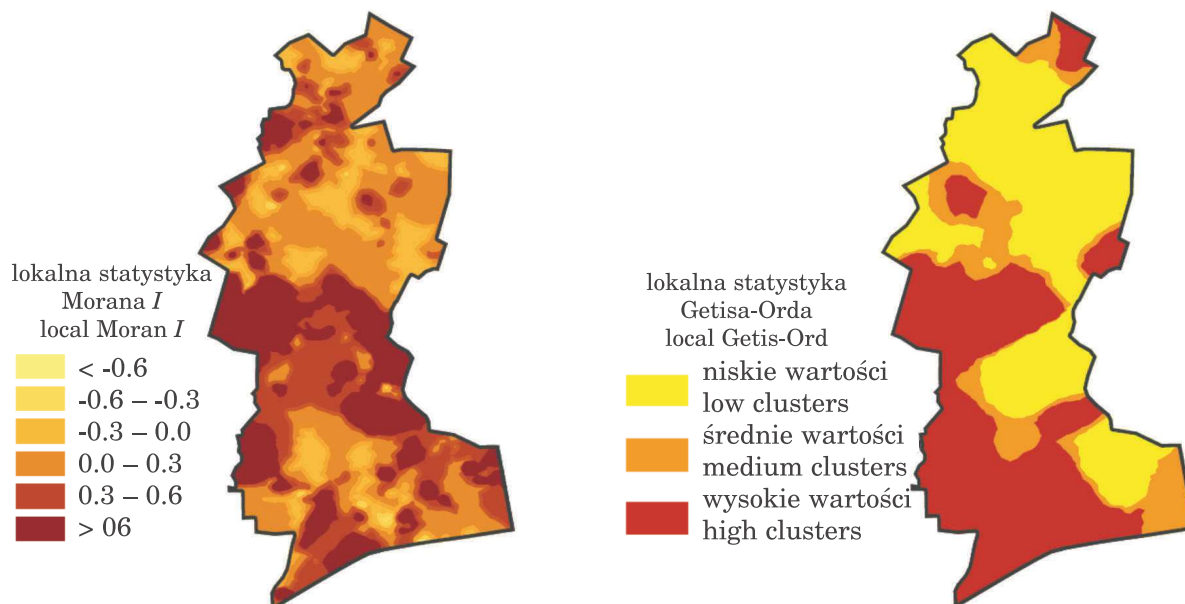 lokalna statystyka
Morana I
local Moran I
< -0.6
-0.6 – -0.3
-0.3 – 0.0
0.0 – 0.3
0.3 – 0.6
> 06
lokalna statystyka
Getisa-Orda
local Getis-Ord
niskie wartości
low clusters
średnie wartości
medium clusters
wysokie wartości
high clusters